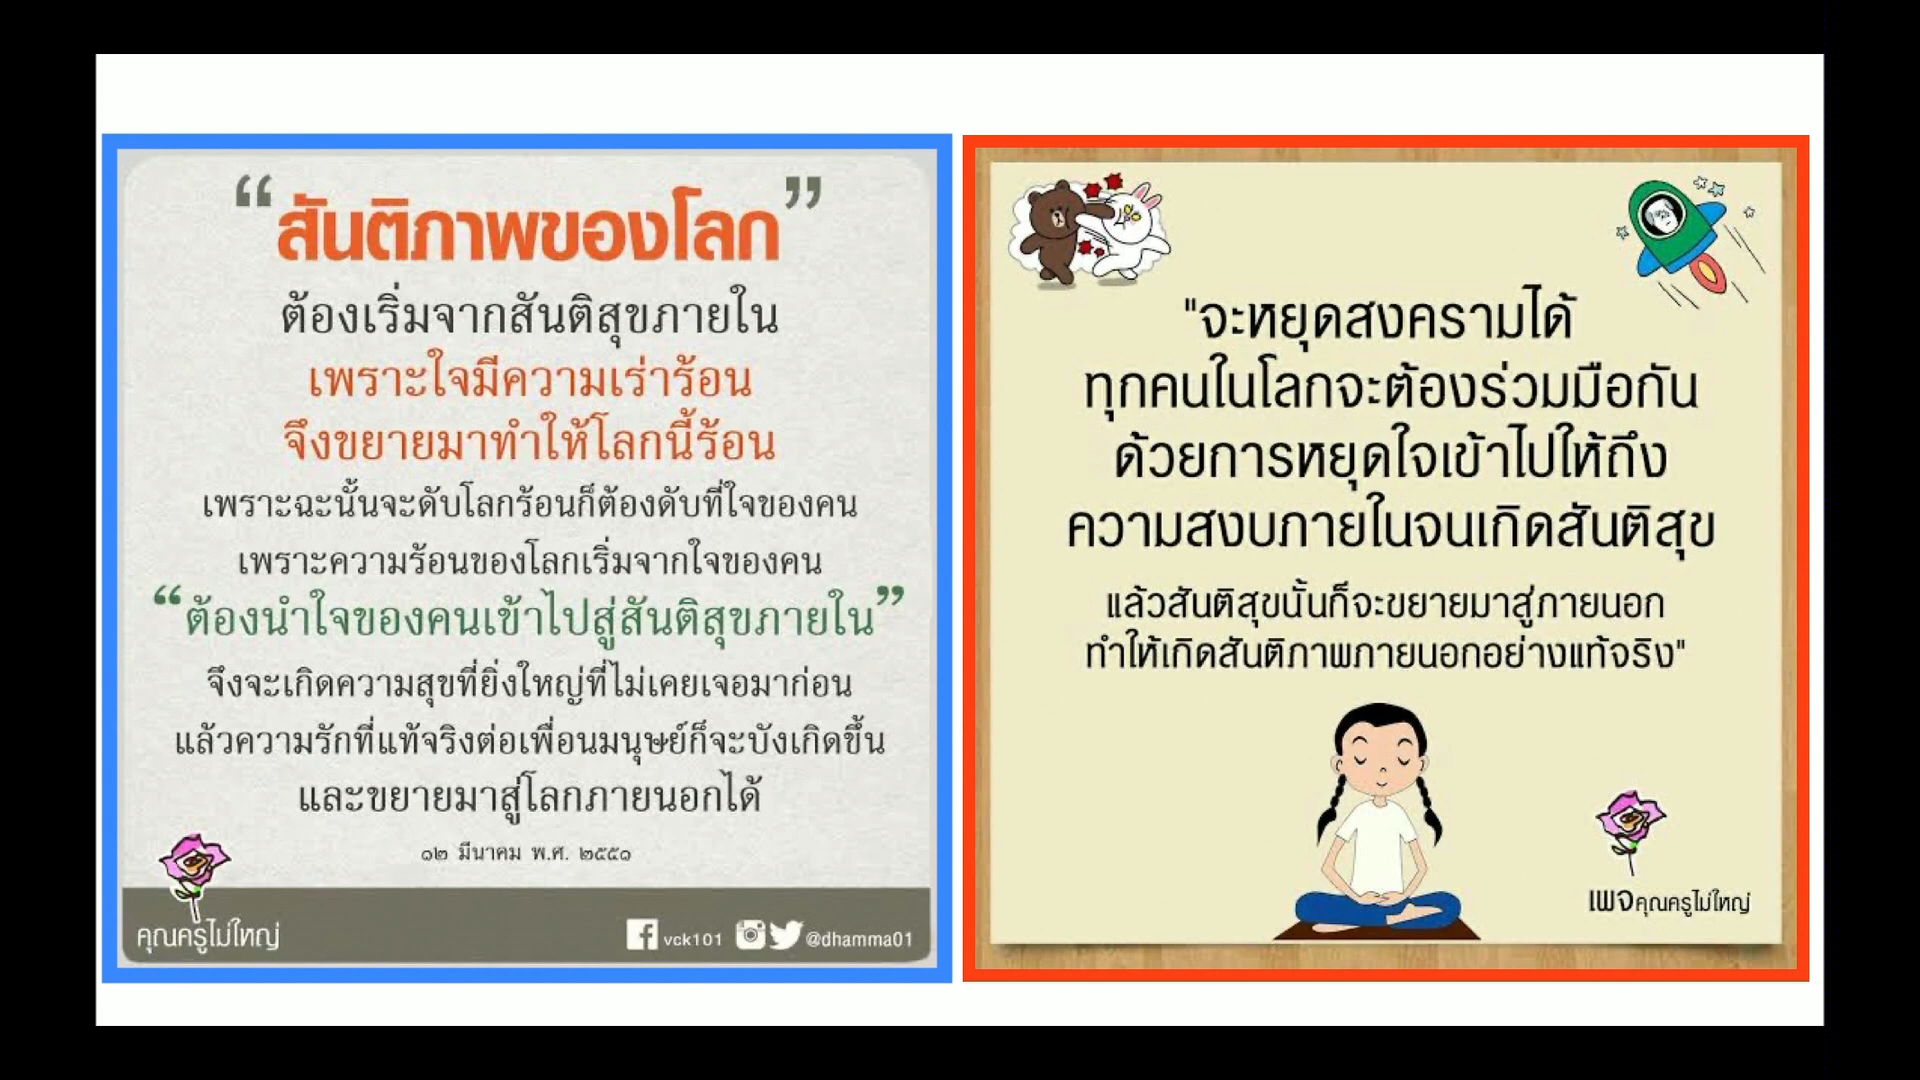 “สันติภาพของโลก”
ต้องเริ่มจากสันติสุขภายใน
เพราะใจมีความเร่าร้อน
จึงขยายมาทำให้โลกนี้ร้อน
เพราะฉะนั้นจะดับโลกร้อนก็ต้องดับที่ใจของคน
เพราะความร้อนของโลกเริ่มจากใจของคน
“ต้องนำใจของคนเข้าไปสู่สันติสุขภายใน”
จึงจะเกิดความสุขที่ยิ่งใหญ่ที่ไม่เคยเจอมาก่อน
แล้วความรักที่แท้จริงต่อเพื่อนมนุษย์ก็จะบังเกิดขึ้น
และขยายมาสู่โลกภายนอกได้
๑๒ มีนาคม พ.ศ. ๒๕๕๑
คุณครูไม่ใหญ่
vck101 @dhamma01
"จะหยุดสงครามได้
ทุกคนในโลกจะต้องร่วมมือกัน
ด้วยการหยุดใจเข้าไปให้ถึง
ความสงบภายในจนเกิดสันติสุข
แล้วสันติสุขนั้นก็จะขยายมาสู่ภายนอก
ทำให้เกิดสันติภาพภายนอกอย่างแท้จริง"
เพจคุณครูไม่ใหญ่